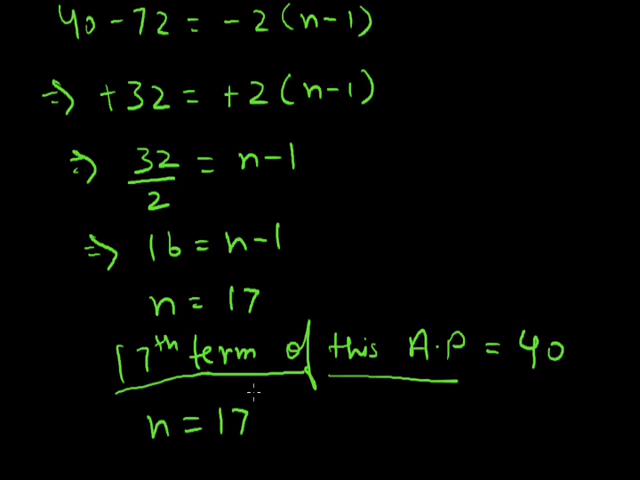 40-72 = -2(n-1)
⇒ +32 = +2(n-1)
⇒ 32/2 = n-1
⇒ 16 = n-1
n = 17
17th term of this A.P = 40
n = 17